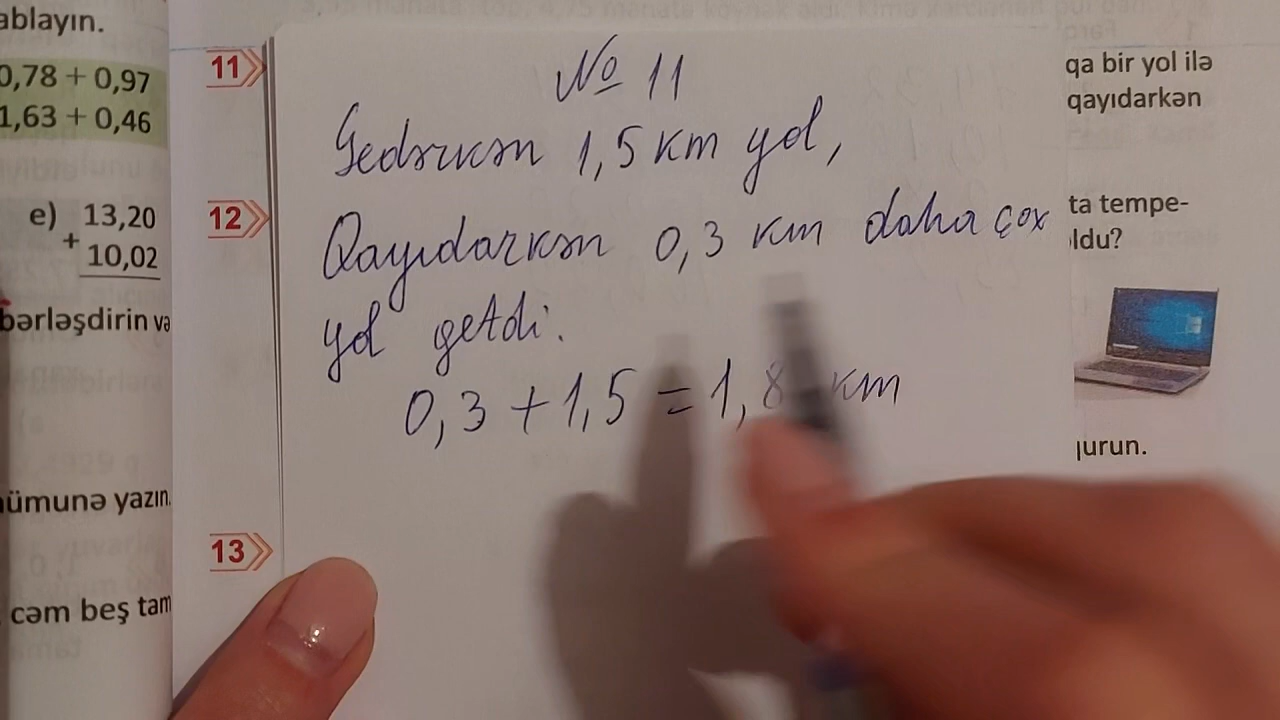 ablayın.
0,78 + 0,97
1,63 + 0,46
e) 13,20
+
10,02
bərləşdirin və
nümunə yazın.
cəm beş tam
11
12
13
№ 11
Gedərkən 1,5 km yol,
Qayıdarkən 0,3 km daha çox
yol getdi.
0,3 + 1,5 = 1,8 km
qa bir yol ilə
qayıdarkən
ta tempe-
ldu?
qurun.